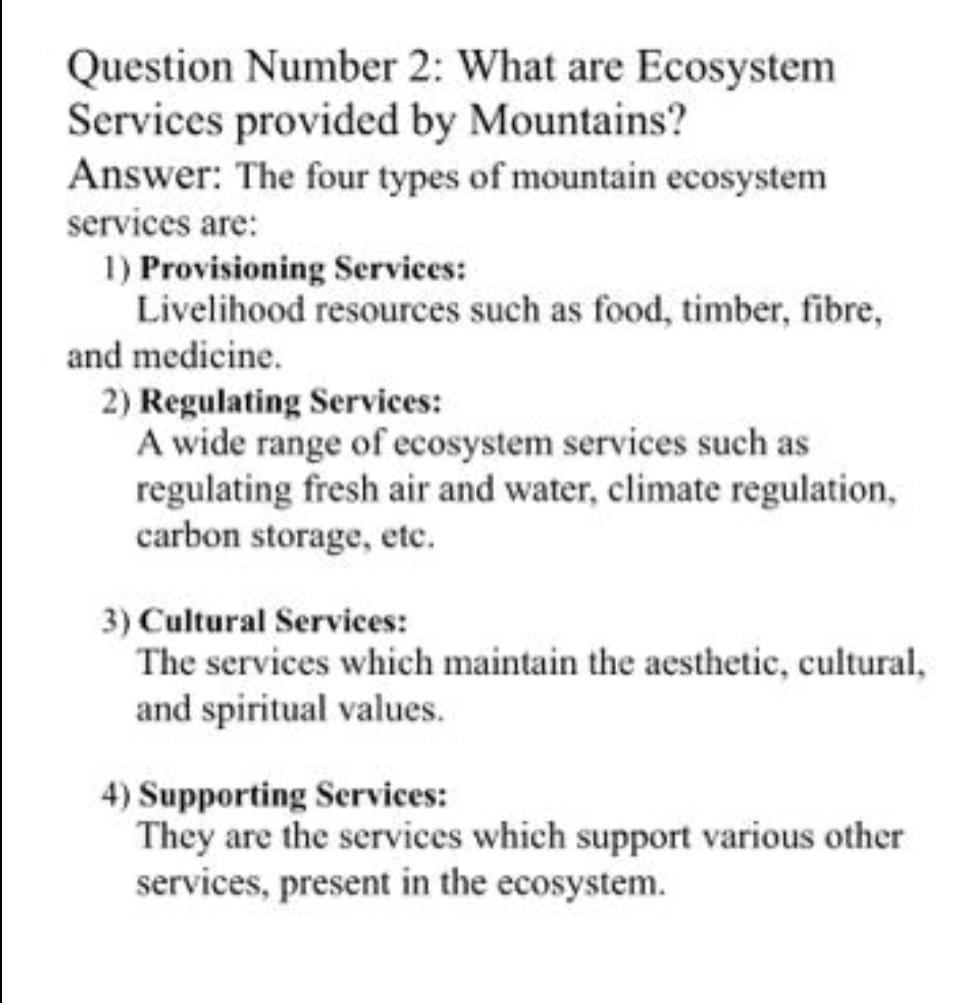 Question Number 2: What are Ecosystem
Services provided by Mountains?
Answer: The four types of mountain ecosystem
services are:
1) Provisioning Services:
Livelihood resources such as food, timber, fibre,
and medicine.
2) Regulating Services:
A wide range of ecosystem services such as
regulating fresh air and water, climate regulation,
carbon storage, etc.
3) Cultural Services:
The services which maintain the aesthetic, cultural,
and spiritual values.
4) Supporting Services:
They are the services which support various other
services, present in the ecosystem.